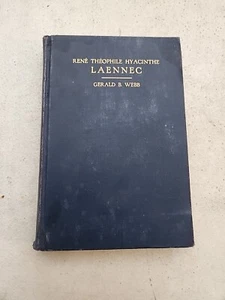 RENÉ THÉOPHILE HYACINTHE
LAENNEC
GERALD B. WEBB